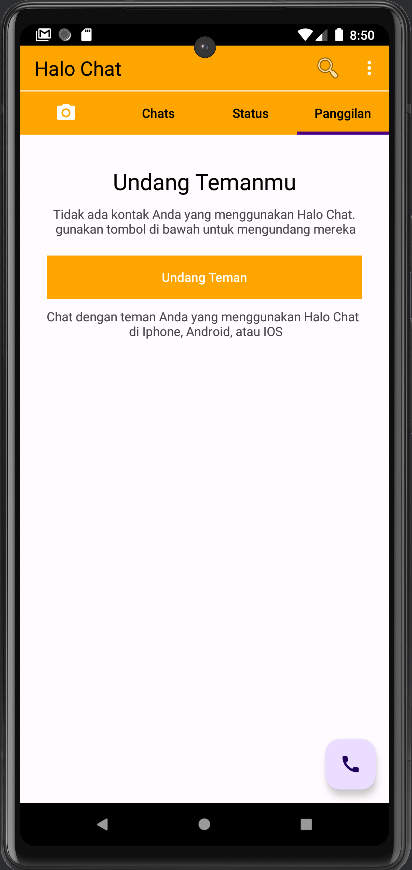 8:50
Halo Chat
Chats
Status
Panggilan
Undang Temanmu
Tidak ada kontak Anda yang menggunakan Halo Chat.
gunakan tombol di bawah untuk mengundang mereka
Undang Teman
Chat dengan teman Anda yang menggunakan Halo Chat
di Iphone, Android, atau IOS